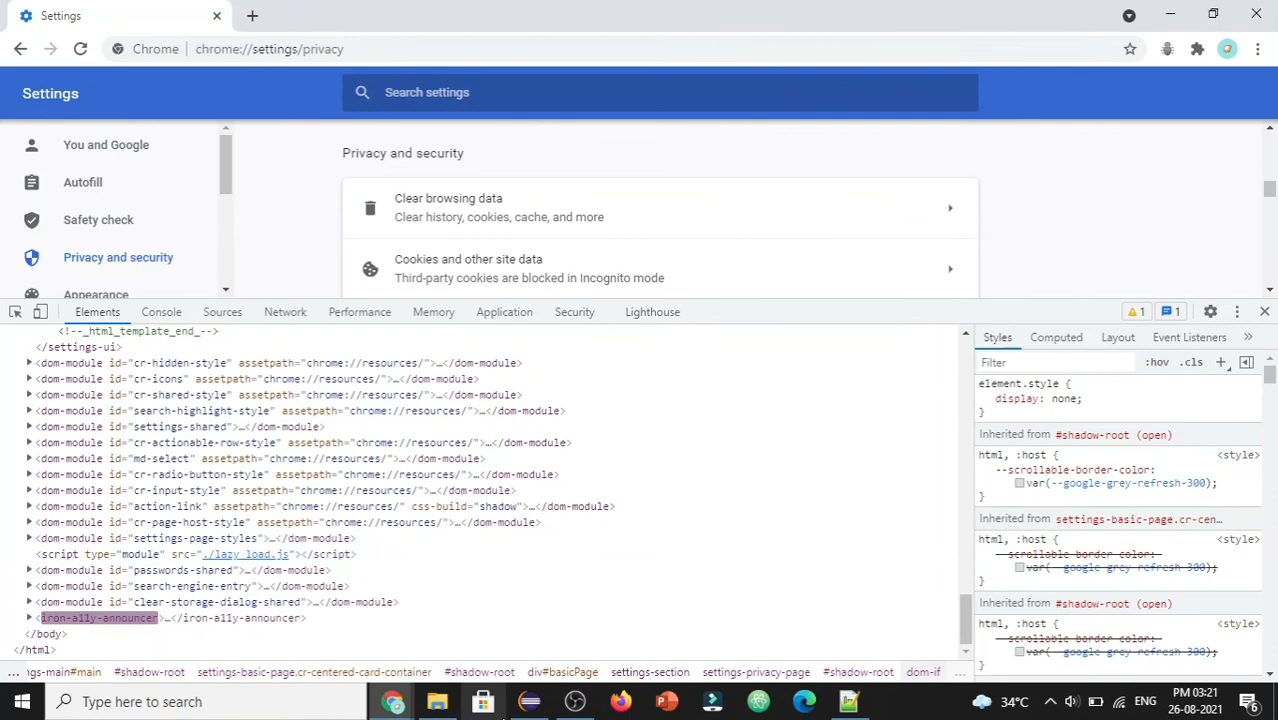 Settings
Chrome
chrome://settings/privacy
Settings
Search settings
You and Google
Autofill
Safety check
Privacy and security
Appearance
Privacy and security
Clear browsing data
Clear history, cookies, cache, and more
Cookies and other site data
Third-party cookies are blocked in Incognito mode
Elements Console Sources Network Performance Memory Application Security Lighthouse 1 1
<!--_html_template_end_-->
</settings-ui>
<dom-module id="cr-hidden-style" assetpath="chrome://resources/">…</dom-module>
<dom-module id="cr-icons" assetpath="chrome://resources/">…</dom-module>
<dom-module id="cr-shared-style" assetpath="chrome://resources/">…</dom-module>
<dom-module id="search-highlight-style" assetpath="chrome://resources/">…</dom-module>
<dom-module id="settings-shared">…</dom-module>
<dom-module id="cr-actionable-row-style" assetpath="chrome://resources/">…</dom-module>
<dom-module id="md-select" assetpath="chrome://resources/">…</dom-module>
<dom-module id="cr-radio-button-style" assetpath="chrome://resources/">…</dom-module>
<dom-module id="cr-input-style" assetpath="chrome://resources/">…</dom-module>
<dom-module id="action-link" assetpath="chrome://resources/" css-build="shadow">…</dom-module>
<dom-module id="cr-page-host-style" assetpath="chrome://resources/">…</dom-module>
<dom-module id="settings-page-styles">…</dom-module>
<script type="module" src="./lazy_load.js"></script>
<dom-module id="passwords-shared">…</dom-module>
<dom-module id="search-engine-entry">…</dom-module>
<dom-module id="clear-storage-dialog-shared">…</dom-module>
<iron-a11y-announcer>…</iron-a11y-announcer>
</body>
</html>
… ngs-main#main #shadow-root settings-basic-page.cr-centered-card-container #shadow-root div#basicPage settings-section settings-privacy-page #shadow-root dom-if …
Styles Computed Layout Event Listeners »
Filter :hov .cls +
element.style {
display: none;
}
Inherited from #shadow-root (open)
html, :host { <style>
--scrollable-border-color:
var(--google-grey-refresh-300);
}
Inherited from settings-basic-page.cr-cen…
html, :host { <style>
--scrollable-border-color:
var(--google-grey-refresh-300);
}
Inherited from #shadow-root (open)
html, :host { <style>
--scrollable-border-color:
var(--google-grey-refresh-300);
}
Type here to search
34°C
ENG
PM 03:21
26-08-2021
6